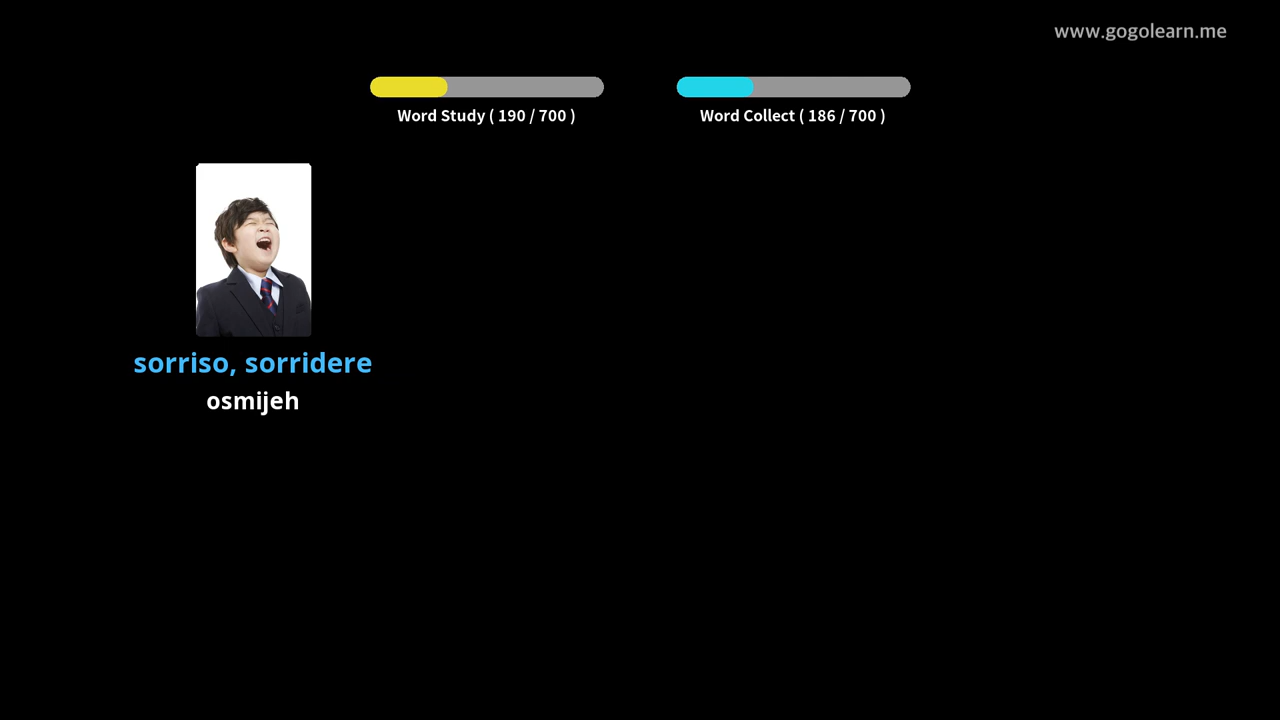 www.gogolearn.me
Word Study ( 190 / 700 )
Word Collect ( 186 / 700 )
sorriso, sorridere
osmijeh